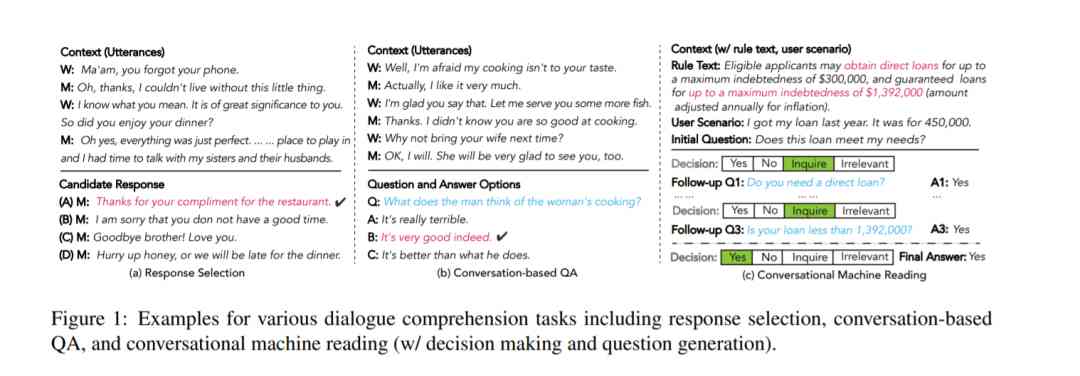 Context (Utterances)
W: Ma'am, you forgot your phone.
M: Oh, thanks, I couldn't live without this little thing.
W: I know what you mean. It is of great significance to you.
So did you enjoy your dinner?
M: Oh yes, everything was just perfect. ... ... place to play in
and I had time to talk with my sisters and their husbands.
Candidate Response
(A) M: Thanks for your compliment for the restaurant. ✔
(B) M: I am sorry that you don not have a good time.
(C) M: Goodbye brother! Love you.
(D) M: Hurry up honey, or we will be late for the dinner.
(a) Response Selection
Context (Utterances)
W: Well, I'm afraid my cooking isn't to your taste.
M: Actually, I like it very much.
W: I'm glad you say that. Let me serve you some more fish.
M: Thanks. I didn't know you are so good at cooking.
W: Why not bring your wife next time?
M: OK, I will. She will be very glad to see you, too.
Question and Answer Options
Q: What does the man think of the woman's cooking?
A: It's really terrible.
B: It's very good indeed. ✔
C: It's better than what he does.
(b) Conversation-based QA
Context (w/ rule text, user scenario)
Rule Text: Eligible applicants may obtain direct loans for up to
a maximum indebtedness of $300,000, and guaranteed loans
for up to a maximum indebtedness of $1,392,000 (amount
adjusted annually for inflation).
User Scenario: I got my loan last year. It was for 450,000.
Initial Question: Does this loan meet my needs?
Decision: Yes No Inquire Irrelevant
Follow-up Q1: Do you need a direct loan? A1: Yes
... ... ...
Decision: Yes No Inquire Irrelevant
Follow-up Q3: Is your loan less than 1,392,000? A3: Yes
Decision: Yes No Inquire Irrelevant Final Answer: Yes
(c) Conversational Machine Reading
Figure 1: Examples for various dialogue comprehension tasks including response selection, conversation-based
QA, and conversational machine reading (w/ decision making and question generation).